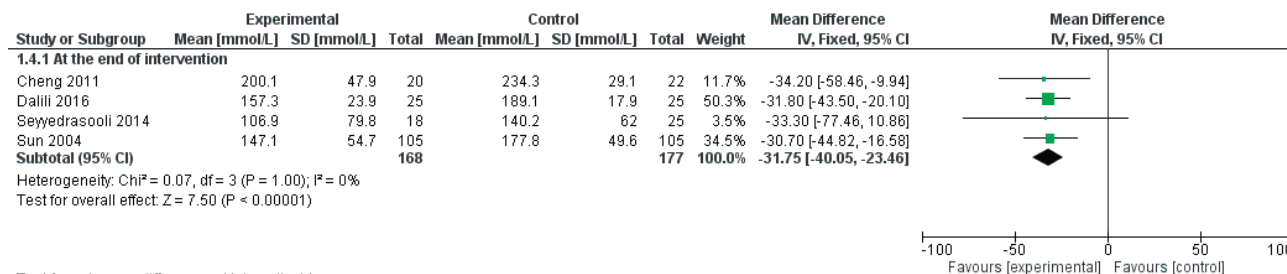 Experimental Control Mean Difference Mean Difference
Study or Subgroup Mean [mmol/L] SD [mmol/L] Total Mean [mmol/L] SD [mmol/L] Total Weight IV, Fixed, 95% CI IV, Fixed, 95% CI
1.4.1 At the end of intervention
Cheng 2011 200.1 47.9 20 234.3 29.1 22 11.7% -34.20 [-58.46, -9.94]
Dalili 2016 157.3 23.9 25 189.1 17.9 25 50.3% -31.80 [-43.50, -20.10]
Seyyedrasooli 2014 106.9 79.8 18 140.2 62 25 3.5% -33.30 [-77.46, 10.86]
Sun 2004 147.1 54.7 105 177.8 49.6 105 34.5% -30.70 [-44.82, -16.58]
Subtotal (95% CI) 168 177 100.0% -31.75 [-40.05, -23.46]
Heterogeneity: Chi² = 0.07, df = 3 (P = 1.00); I² = 0%
Test for overall effect: Z = 7.50 (P < 0.00001)
-100 -50 0 50 100
Favours [experimental] Favours [control]